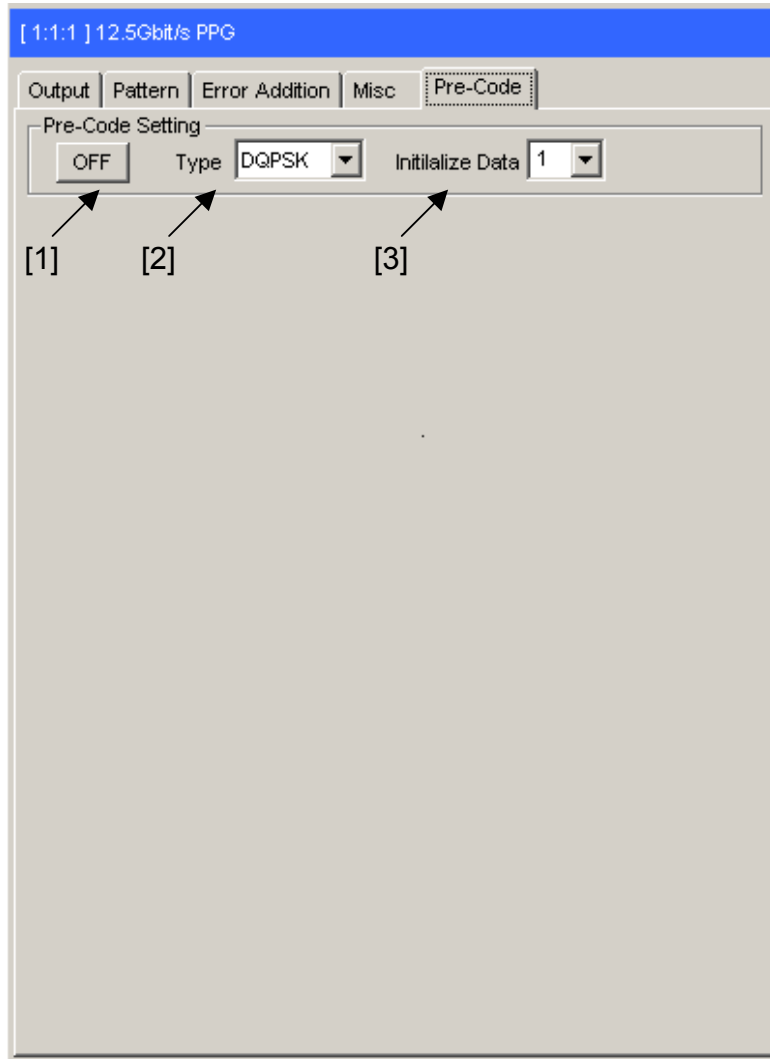 [ 1:1:1 ] 12.5Gbit/s PPG
Output Pattern Error Addition Misc Pre-Code
Pre-Code Setting
OFF Type DQPSK Initilalize Data 1
[1] [2] [3]